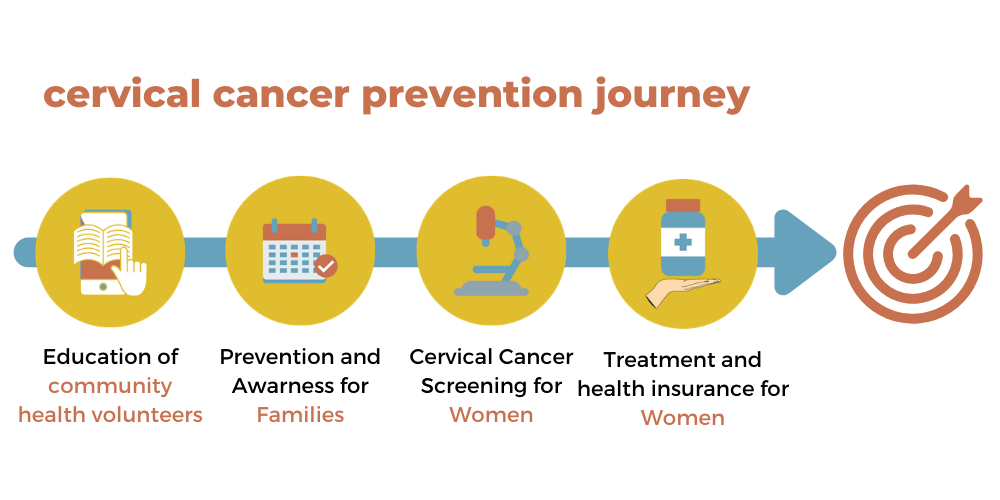 cervical cancer prevention journey
Education of
community
health volunteers
Prevention and
Awarness for
Families
Cervical Cancer
Screening for
Women
Treatment and
health insurance for
Women